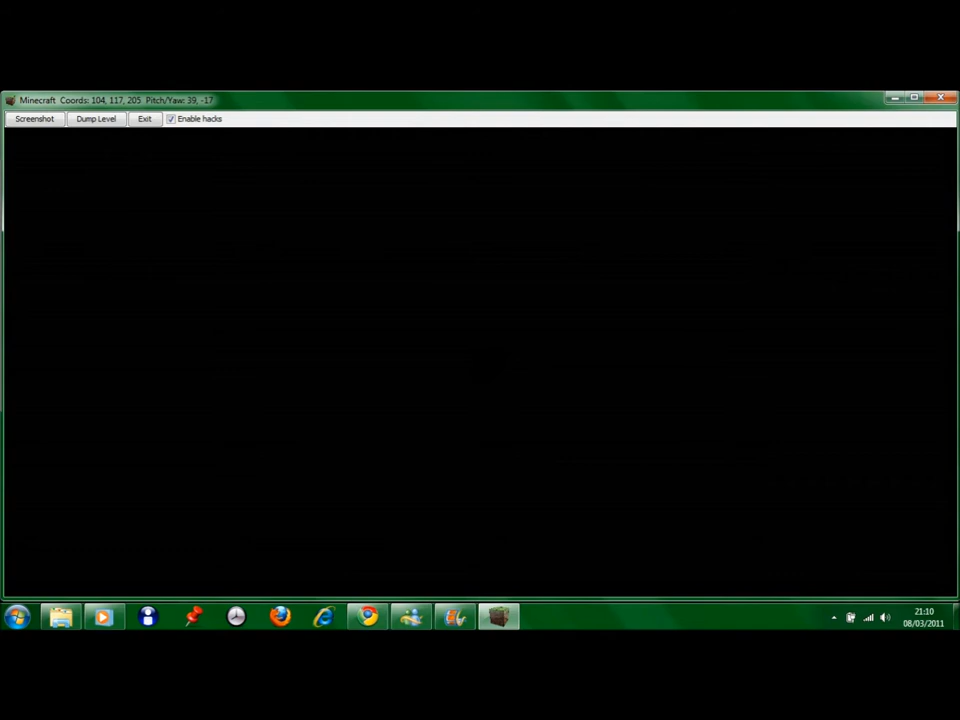 Minecraft  Coords: 104, 117, 205  Pitch/Yaw: 39, -17
Screenshot Dump Level Exit Enable hacks
21:10
08/03/2011